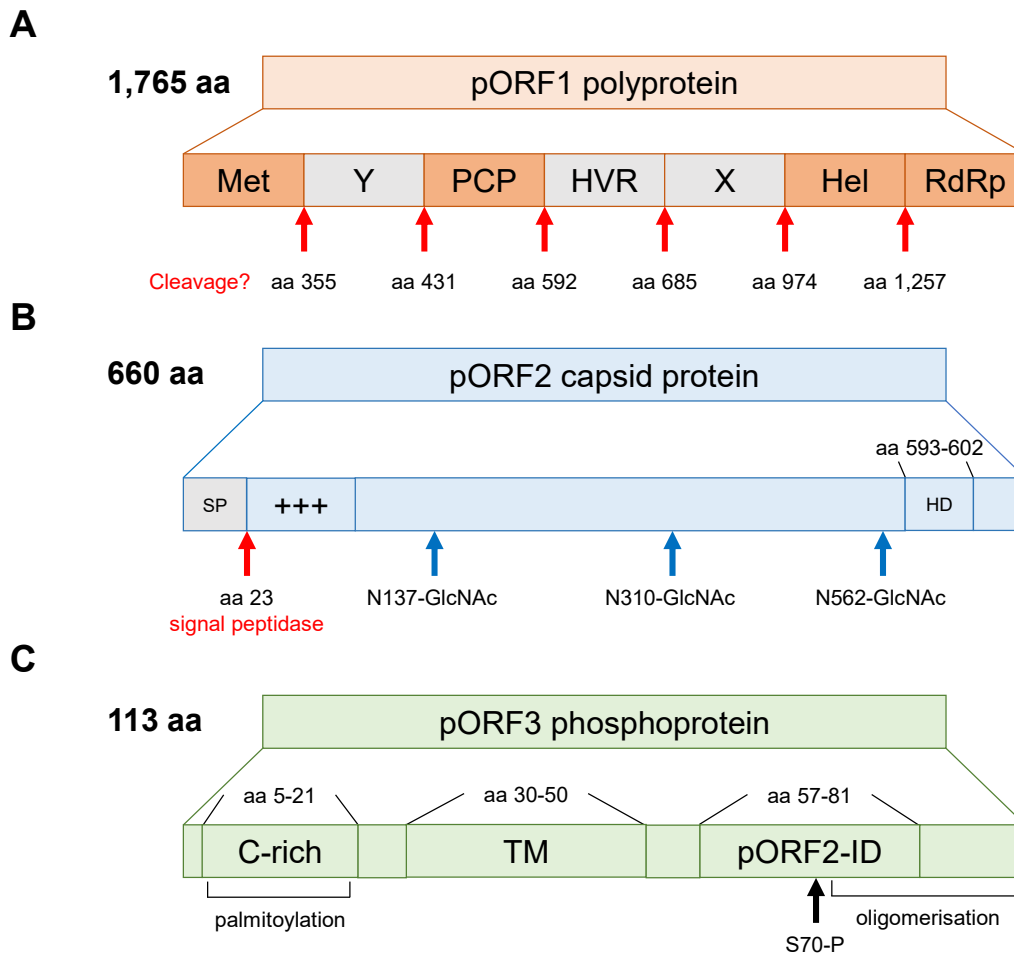 A
1,765 aa
pORF1 polyprotein
Met Y PCP HVR X Hel RdRp
Cleavage? aa 355 aa 431 aa 592 aa 685 aa 974 aa 1,257
B
660 aa
pORF2 capsid protein
aa 593-602
SP +++ HD
aa 23 N137-GlcNAc N310-GlcNAc N562-GlcNAc
signal peptidase
C
113 aa
pORF3 phosphoprotein
aa 5-21 aa 30-50 aa 57-81
C-rich TM pORF2-ID
palmitoylation oligomerisation
S70-P